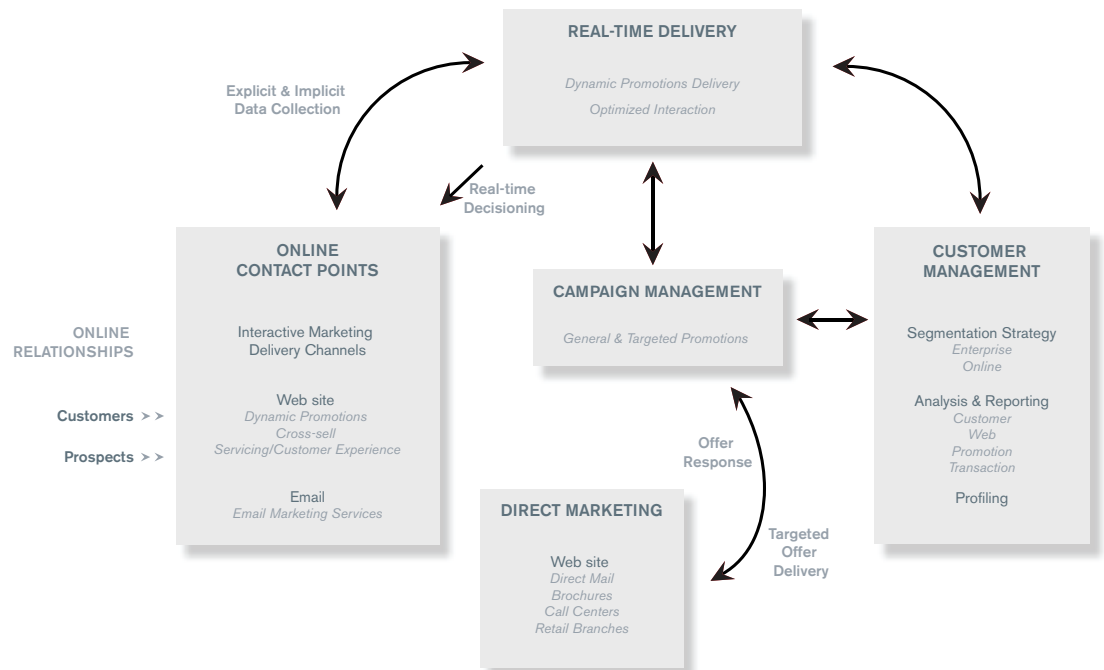 REAL-TIME DELIVERY
Dynamic Promotions Delivery
Optimized Interaction
Explicit & Implicit
Data Collection
Real-time
Decisioning
ONLINE
CONTACT POINTS
Interactive Marketing
Delivery Channels
Web site
Dynamic Promotions
Cross-sell
Servicing/Customer Experience
Email
Email Marketing Services
ONLINE
RELATIONSHIPS
Customers
Prospects
CAMPAIGN MANAGEMENT
General & Targeted Promotions
CUSTOMER
MANAGEMENT
Segmentation Strategy
Enterprise
Online
Analysis & Reporting
Customer
Web
Promotion
Transaction
Profiling
Offer
Response
DIRECT MARKETING
Web site
Direct Mail
Brochures
Call Centers
Retail Branches
Targeted
Offer
Delivery